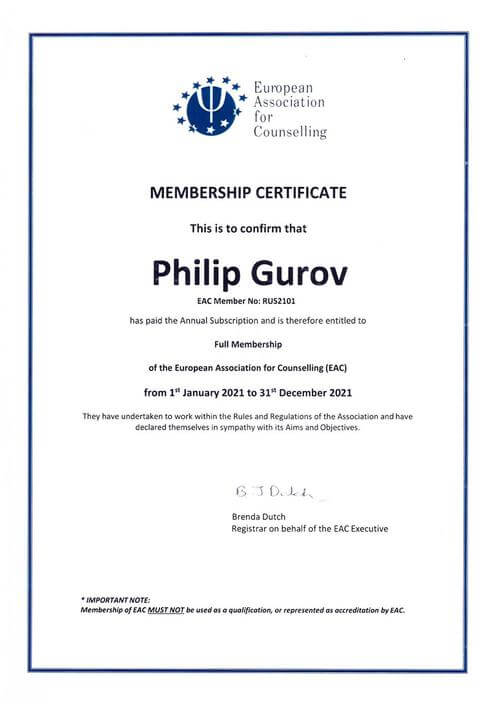 European
Association
for
Counselling
MEMBERSHIP CERTIFICATE
This is to confirm that
Philip Gurov
EAC Member No: RUS2101
has paid the Annual Subscription and is therefore entitled to
Full Membership
of the European Association for Counselling (EAC)
from 1st January 2021 to 31st December 2021
They have undertaken to work within the Rules and Regulations of the Association and have
declared themselves in sympathy with its Aims and Objectives.
B J Dutch
Brenda Dutch
Registrar on behalf of the EAC Executive
* IMPORTANT NOTE:
Membership of EAC MUST NOT be used as a qualification, or represented as accreditation by EAC.